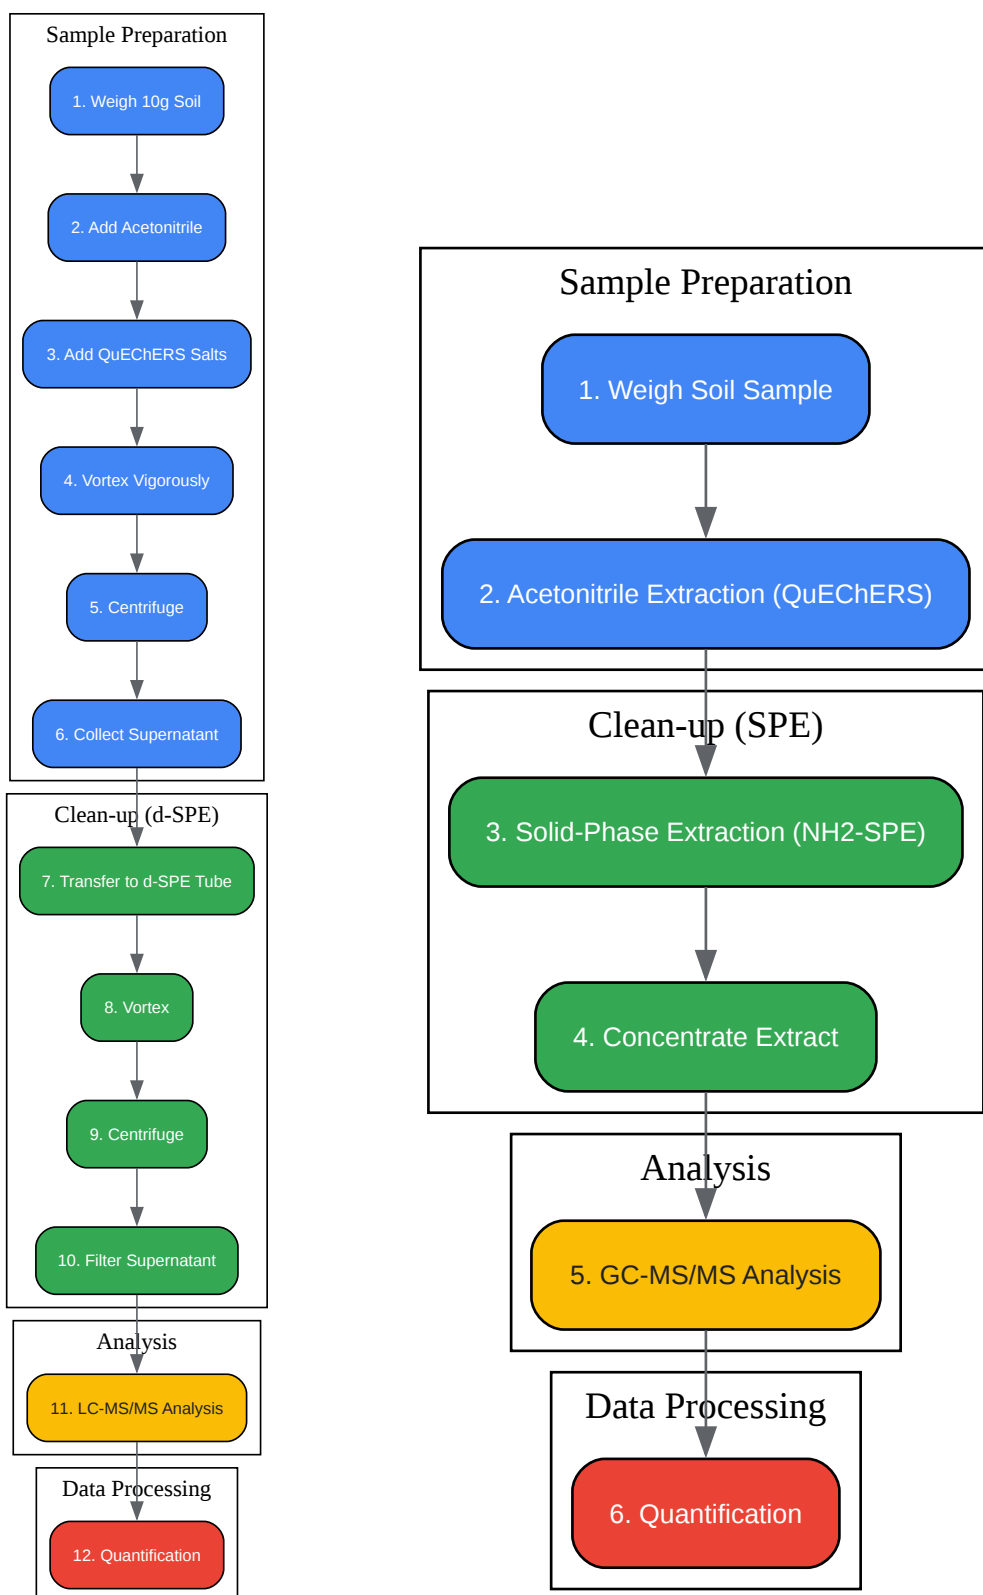 Sample Preparation
1. Weigh 10g Soil
2. Add Acetonitrile
3. Add QuEChERS Salts
4. Vortex Vigorously
5. Centrifuge
6. Collect Supernatant
Clean-up (d-SPE)
7. Transfer to d-SPE Tube
8. Vortex
9. Centrifuge
10. Filter Supernatant
Analysis
11. LC-MS/MS Analysis
Data Processing
12. Quantification
Sample Preparation
1. Weigh Soil Sample
2. Acetonitrile Extraction (QuEChERS)
Clean-up (SPE)
3. Solid-Phase Extraction (NH2-SPE)
4. Concentrate Extract
Analysis
5. GC-MS/MS Analysis
Data Processing
6. Quantification